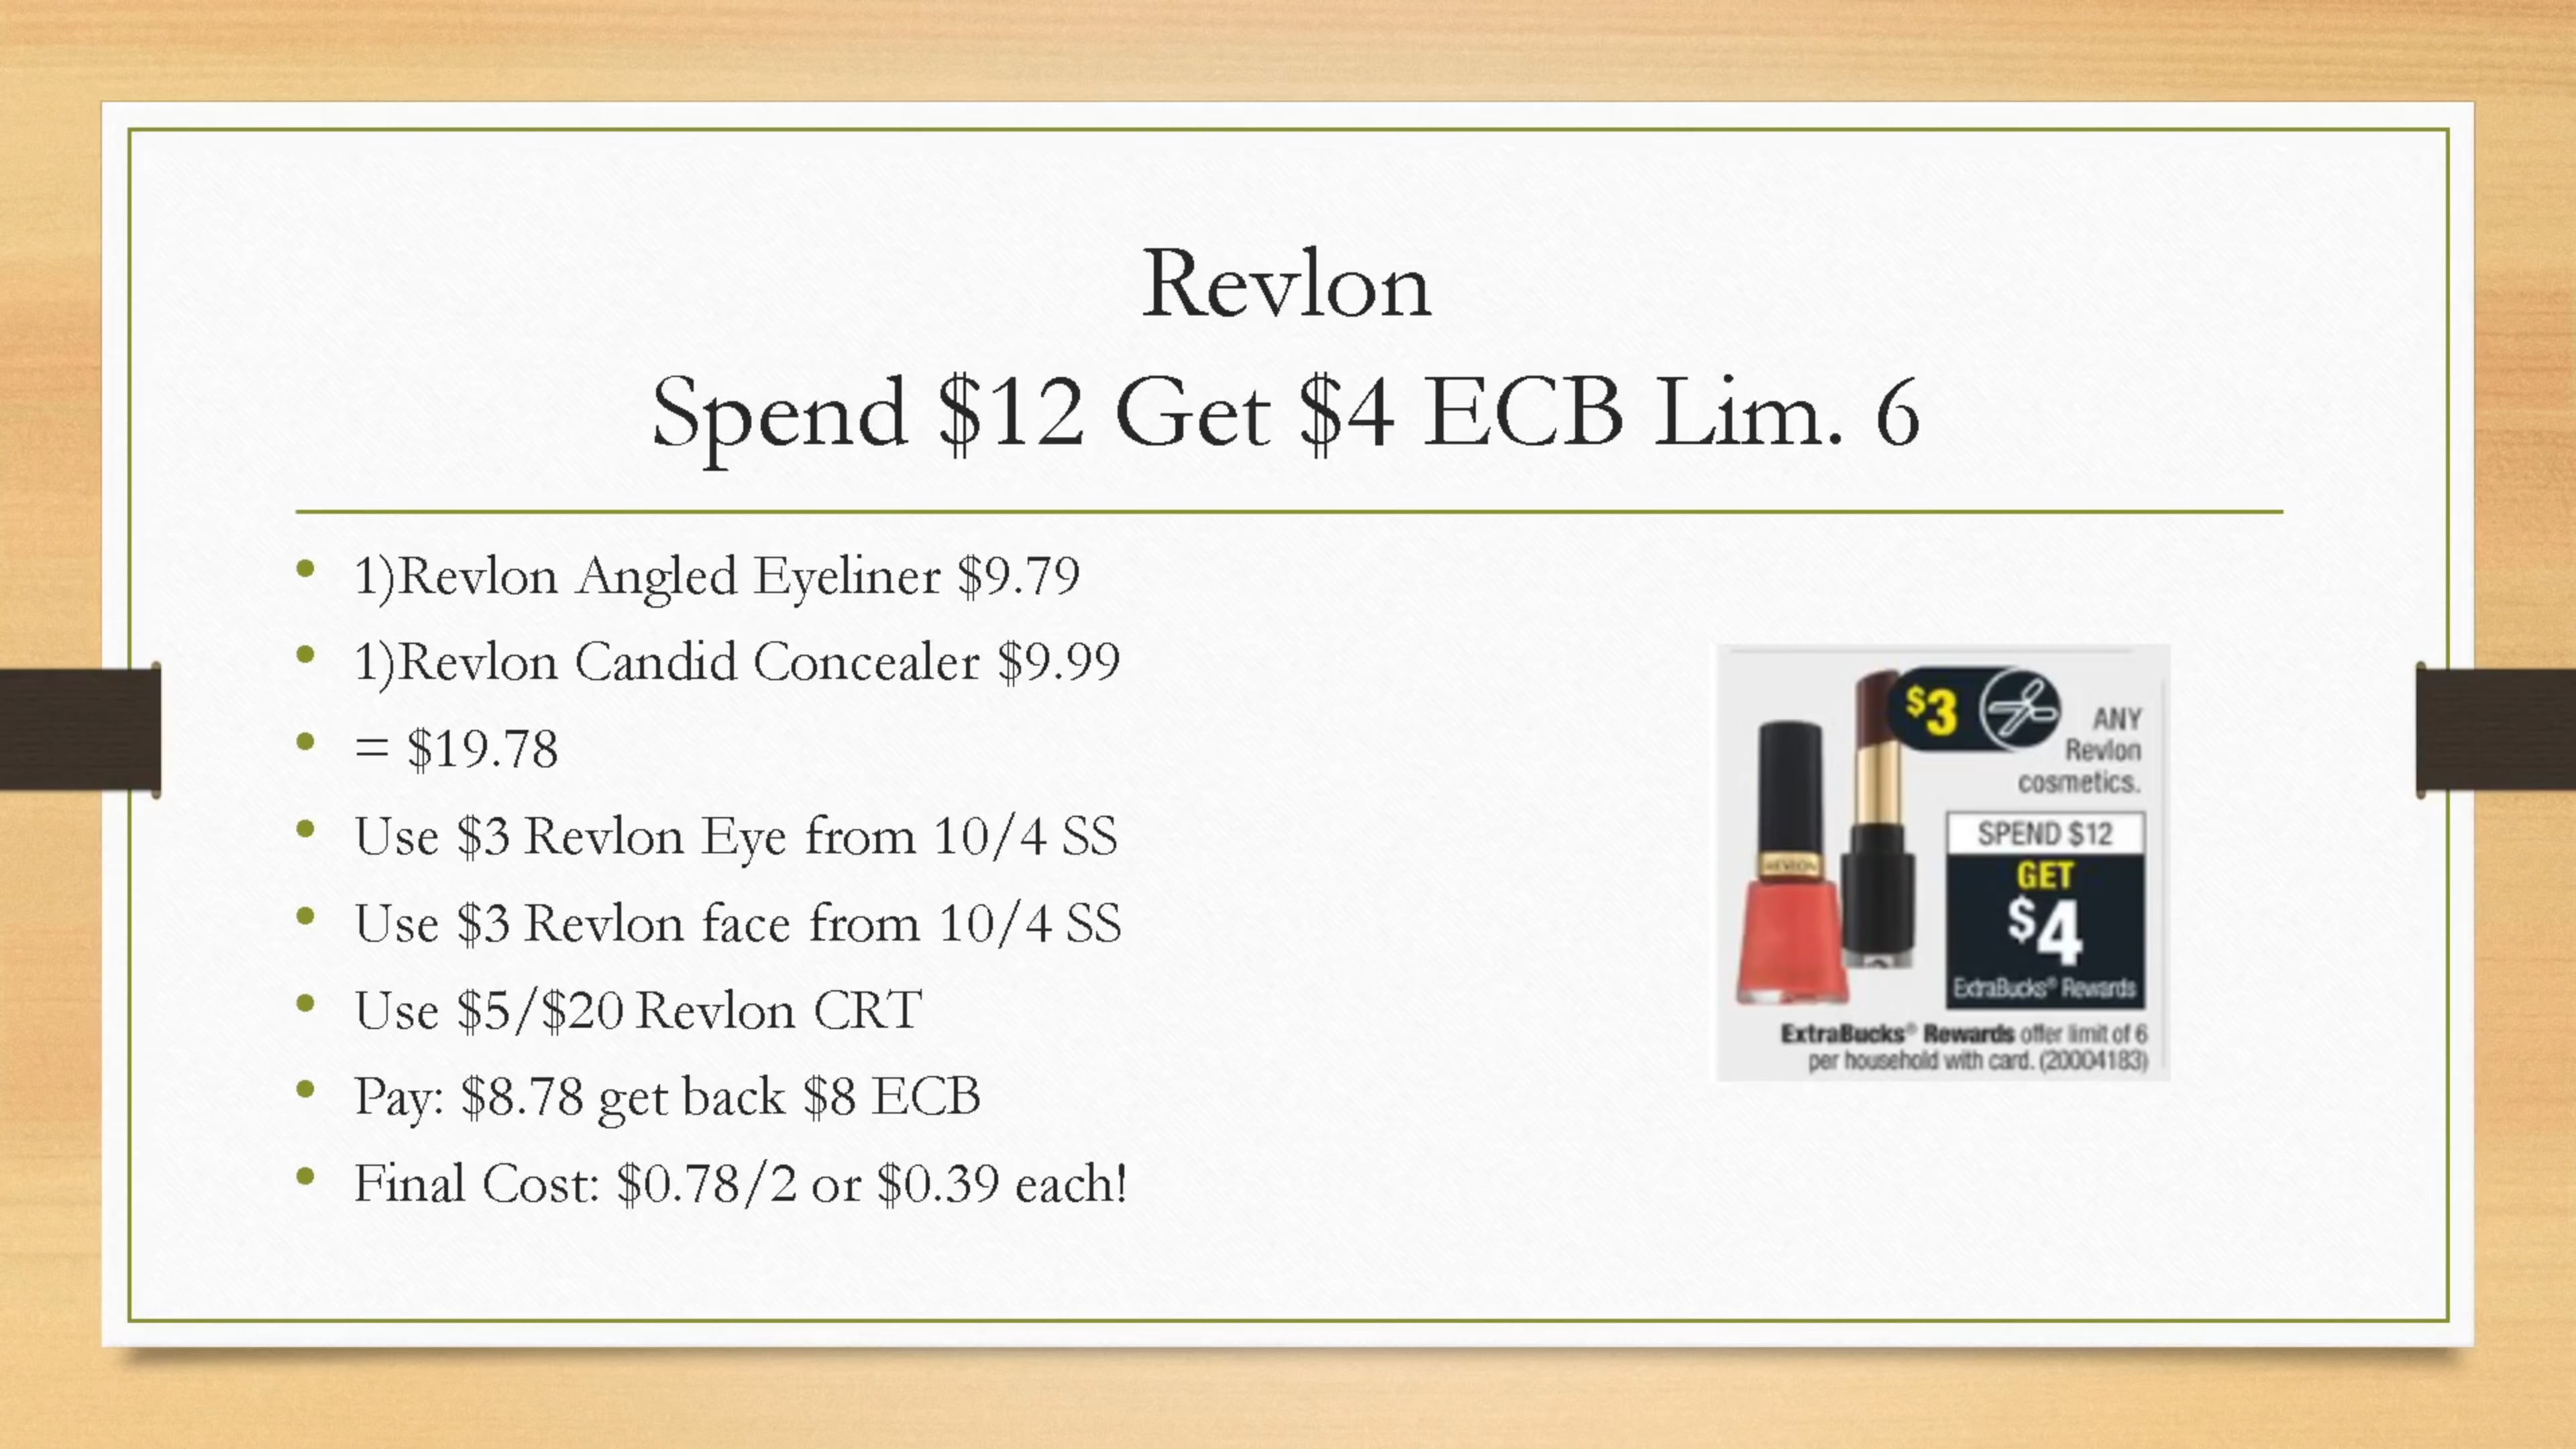 Revlon
Spend $12 Get $4 ECB Lim. 6
1)Revlon Angled Eyeliner $9.79
1)Revlon Candid Concealer $9.99
= $19.78
Use $3 Revlon Eye from 10/4 SS
Use $3 Revlon face from 10/4 SS
Use $5/$20 Revlon CRT
Pay: $8.78 get back $8 ECB
Final Cost: $0.78/2 or $0.39 each!
$3
ANY
Revlon
cosmetics.
SPEND $12
GET
$4
ExtraBucks® Rewards
REVLON
ExtraBucks® Rewards offer limit of 6
per household with card. (20004183)